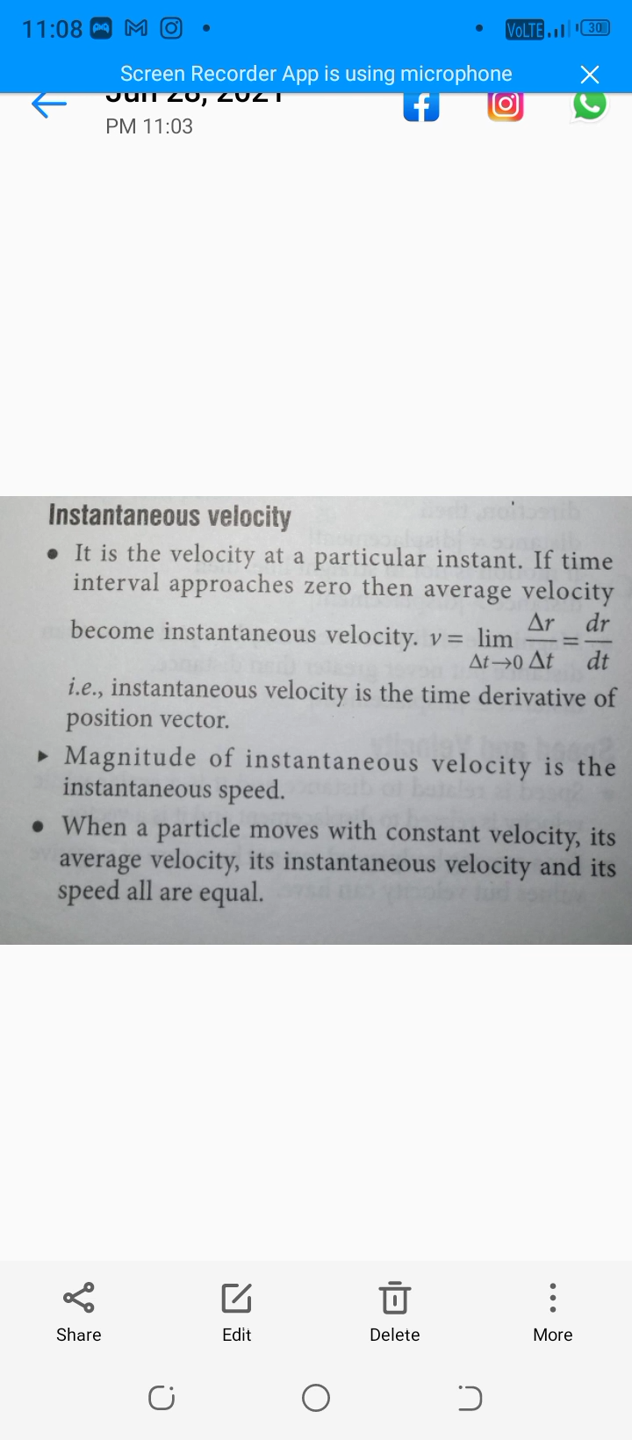 11:08
VoLTE
30
Screen Recorder App is using microphone
Jun 28, 2021
PM 11:03
Instantaneous velocity
• It is the velocity at a particular instant. If time
interval approaches zero then average velocity
become instantaneous velocity. v = lim Δt→0 Δr/Δt = dr/dt
i.e., instantaneous velocity is the time derivative of
position vector.
▸ Magnitude of instantaneous velocity is the
instantaneous speed.
• When a particle moves with constant velocity, its
average velocity, its instantaneous velocity and its
speed all are equal.
Share Edit Delete More